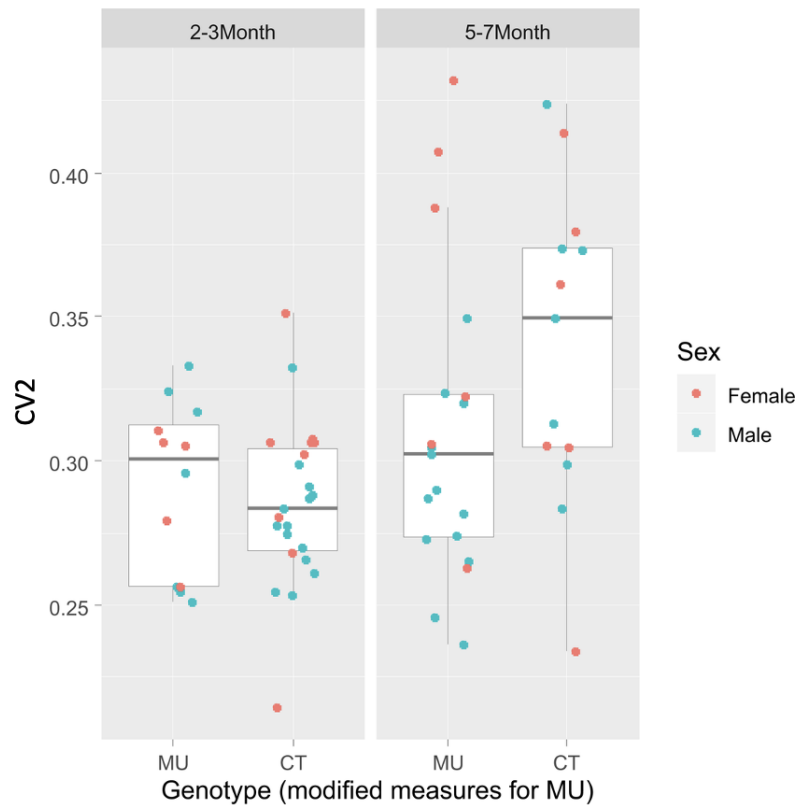 2-3Month 5-7Month
0.40
0.35
0.30
0.25
CV2
MU CT MU CT
Genotype (modified measures for MU)
Sex
Female
Male